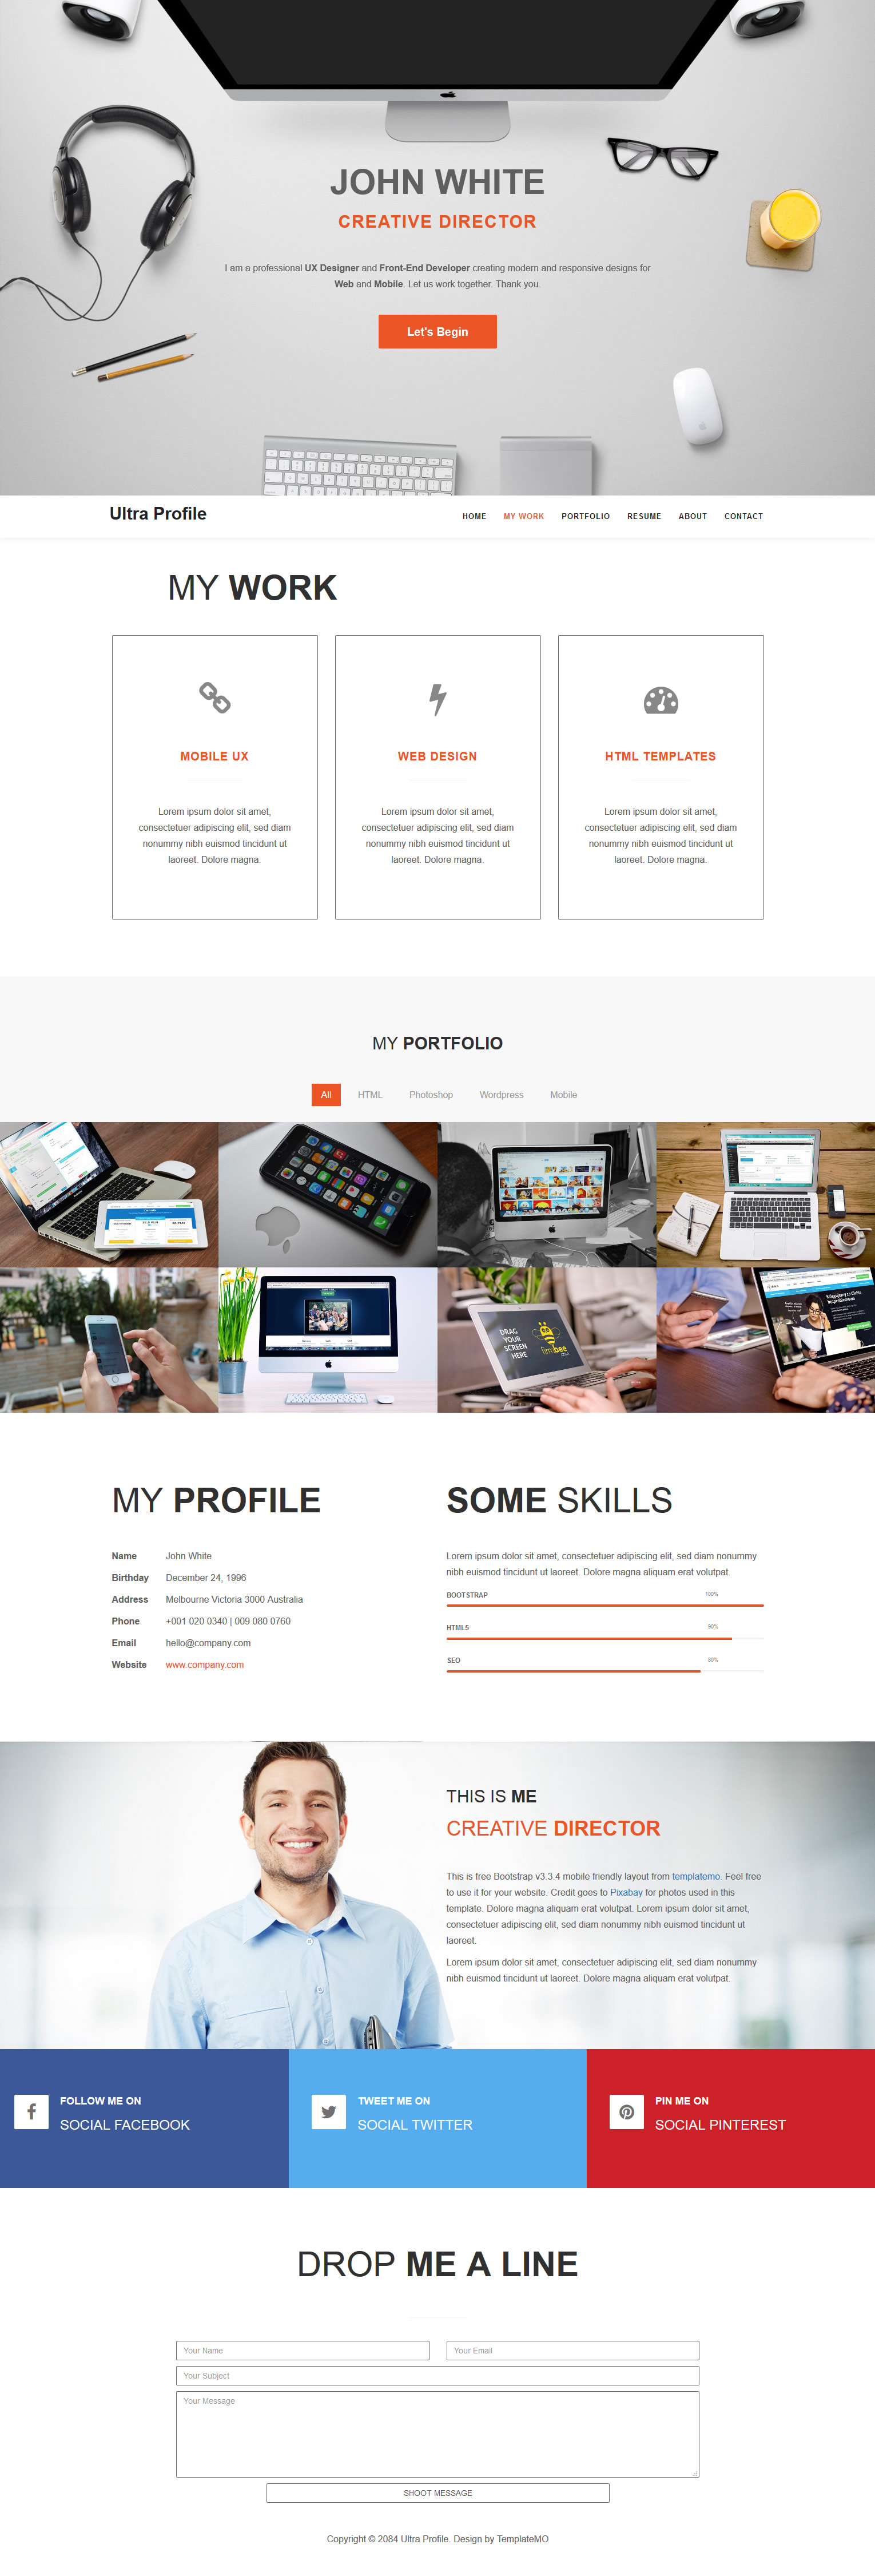 JOHN WHITE
CREATIVE DIRECTOR
I am a professional UX Designer and Front-End Developer creating modern and responsive designs for
Web and Mobile. Let us work together. Thank you.
Let's Begin
Ultra Profile
HOME MY WORK PORTFOLIO RESUME ABOUT CONTACT
MY WORK
MOBILE UX
Lorem ipsum dolor sit amet,
consectetuer adipiscing elit, sed diam
nonummy nibh euismod tincidunt ut
laoreet. Dolore magna.
WEB DESIGN
Lorem ipsum dolor sit amet,
consectetuer adipiscing elit, sed diam
nonummy nibh euismod tincidunt ut
laoreet. Dolore magna.
HTML TEMPLATES
Lorem ipsum dolor sit amet,
consectetuer adipiscing elit, sed diam
nonummy nibh euismod tincidunt ut
laoreet. Dolore magna.
MY PORTFOLIO
All HTML Photoshop Wordpress Mobile
DRAG
YOUR
SCREEN
HERE
firmbee
MY PROFILE
Name John White
Birthday December 24, 1996
Address Melbourne Victoria 3000 Australia
Phone +001 020 0340 | 009 080 0760
Email hello@company.com
Website www.company.com
SOME SKILLS
Lorem ipsum dolor sit amet, consectetuer adipiscing elit, sed diam nonummy
nibh euismod tincidunt ut laoreet. Dolore magna aliquam erat volutpat.
BOOTSTRAP 100%
HTML5 90%
SEO 80%
THIS IS ME
CREATIVE DIRECTOR
This is free Bootstrap v3.3.4 mobile friendly layout from templatemo. Feel free
to use it for your website. Credit goes to Pixabay for photos used in this
template. Dolore magna aliquam erat volutpat. Lorem ipsum dolor sit amet,
consectetuer adipiscing elit, sed diam nonummy nibh euismod tincidunt ut
laoreet.
Lorem ipsum dolor sit amet, consectetuer adipiscing elit, sed diam nonummy
nibh euismod tincidunt ut laoreet. Dolore magna aliquam erat volutpat.
FOLLOW ME ON
SOCIAL FACEBOOK
TWEET ME ON
SOCIAL TWITTER
PIN ME ON
SOCIAL PINTEREST
DROP ME A LINE
Your Name
Your Email
Your Subject
Your Message
SHOOT MESSAGE
Copyright © 2084 Ultra Profile. Design by TemplateMO